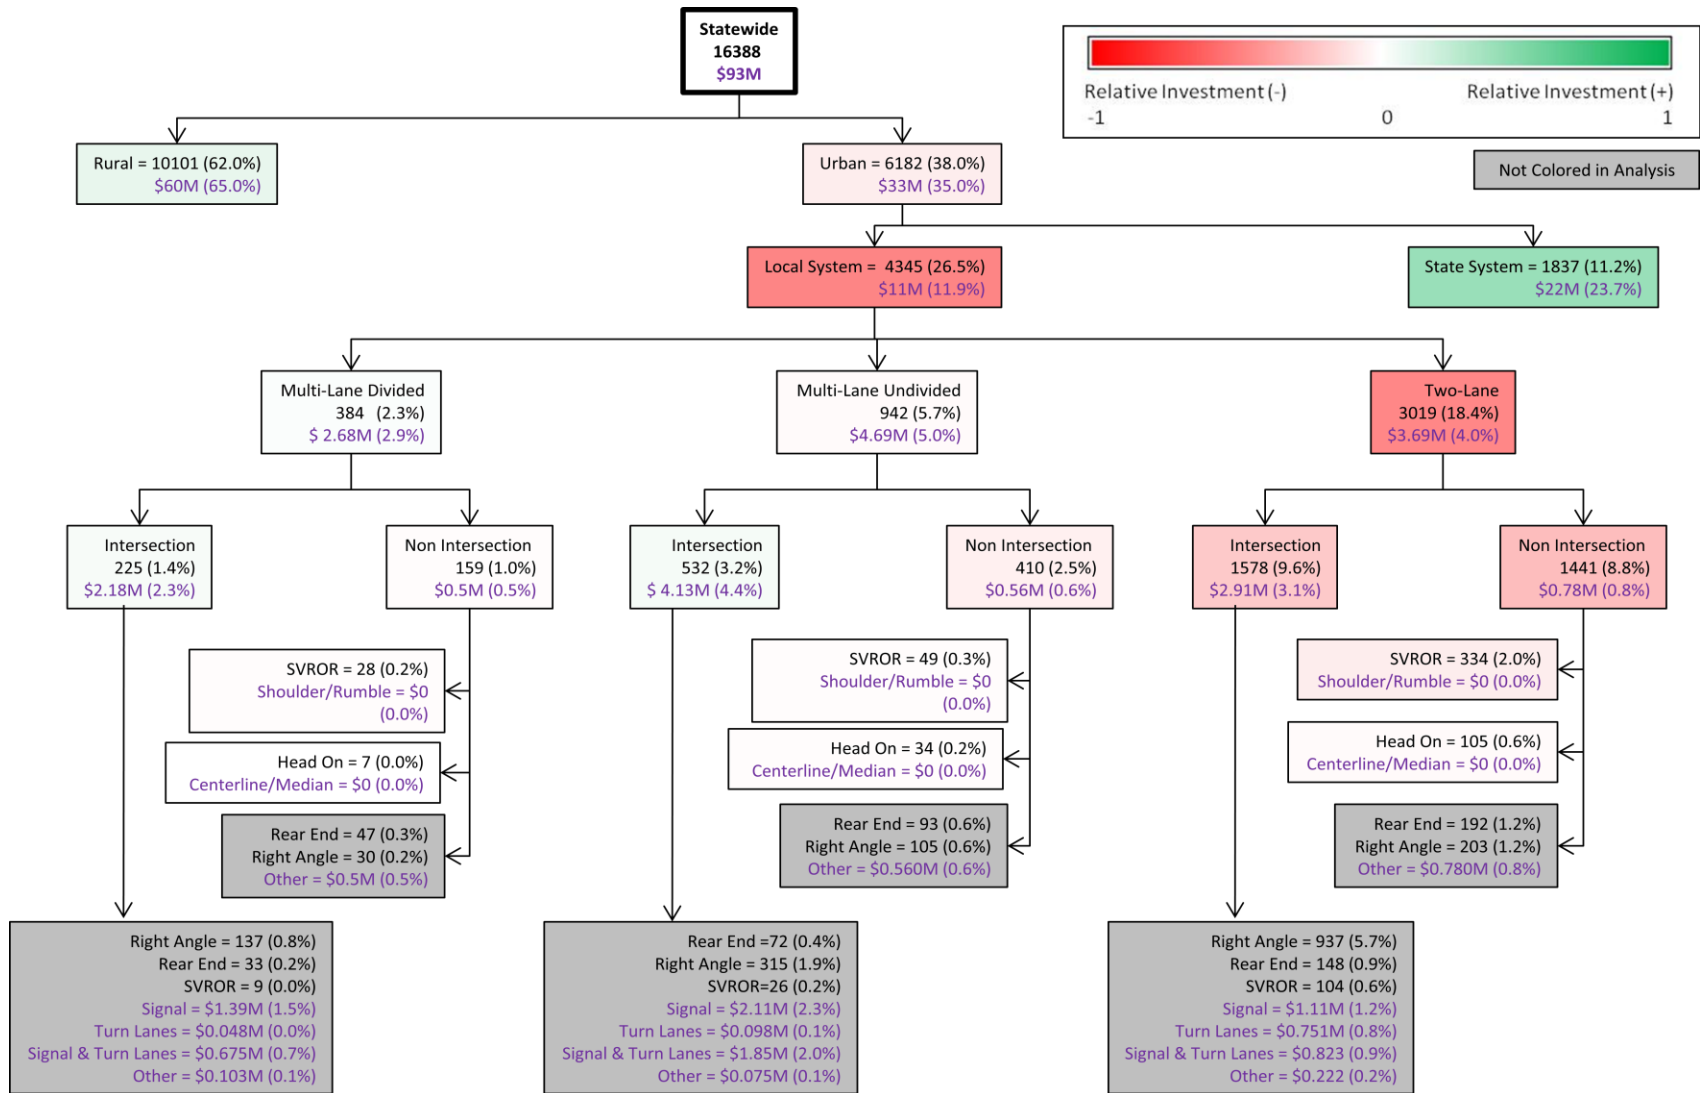 Statewide
16388
$93M
Relative Investment (-)
Relative Investment (+)
-1
0
1
Not Colored in Analysis
Rural = 10101 (62.0%)
$60M (65.0%)
Urban = 6182 (38.0%)
$33M (35.0%)
Local System = 4345 (26.5%)
$11M (11.9%)
State System = 1837 (11.2%)
$22M (23.7%)
Multi-Lane Divided
384 (2.3%)
$ 2.68M (2.9%)
Multi-Lane Undivided
942 (5.7%)
$4.69M (5.0%)
Two-Lane
3019 (18.4%)
$3.69M (4.0%)
Intersection
225 (1.4%)
$2.18M (2.3%)
Non Intersection
159 (1.0%)
$0.5M (0.5%)
Intersection
532 (3.2%)
$ 4.13M (4.4%)
Non Intersection
410 (2.5%)
$0.56M (0.6%)
Intersection
1578 (9.6%)
$2.91M (3.1%)
Non Intersection
1441 (8.8%)
$0.78M (0.8%)
SVROR = 28 (0.2%)
Shoulder/Rumble = $0
(0.0%)
Head On = 7 (0.0%)
Centerline/Median = $0 (0.0%)
Rear End = 47 (0.3%)
Right Angle = 30 (0.2%)
Other = $0.5M (0.5%)
SVROR = 49 (0.3%)
Shoulder/Rumble = $0
(0.0%)
Head On = 34 (0.2%)
Centerline/Median = $0 (0.0%)
Rear End = 93 (0.6%)
Right Angle = 105 (0.6%)
Other = $0.560M (0.6%)
SVROR = 334 (2.0%)
Shoulder/Rumble = $0 (0.0%)
Head On = 105 (0.6%)
Centerline/Median = $0 (0.0%)
Rear End = 192 (1.2%)
Right Angle = 203 (1.2%)
Other = $0.780M (0.8%)
Right Angle = 137 (0.8%)
Rear End = 33 (0.2%)
SVROR = 9 (0.0%)
Signal = $1.39M (1.5%)
Turn Lanes = $0.048M (0.0%)
Signal & Turn Lanes = $0.675M (0.7%)
Other = $0.103M (0.1%)
Rear End =72 (0.4%)
Right Angle = 315 (1.9%)
SVROR=26 (0.2%)
Signal = $2.11M (2.3%)
Turn Lanes = $0.098M (0.1%)
Signal & Turn Lanes = $1.85M (2.0%)
Other = $0.075M (0.1%)
Right Angle = 937 (5.7%)
Rear End = 148 (0.9%)
SVROR = 104 (0.6%)
Signal = $1.11M (1.2%)
Turn Lanes = $0.751M (0.8%)
Signal & Turn Lanes = $0.823 (0.9%)
Other = $0.222 (0.2%)